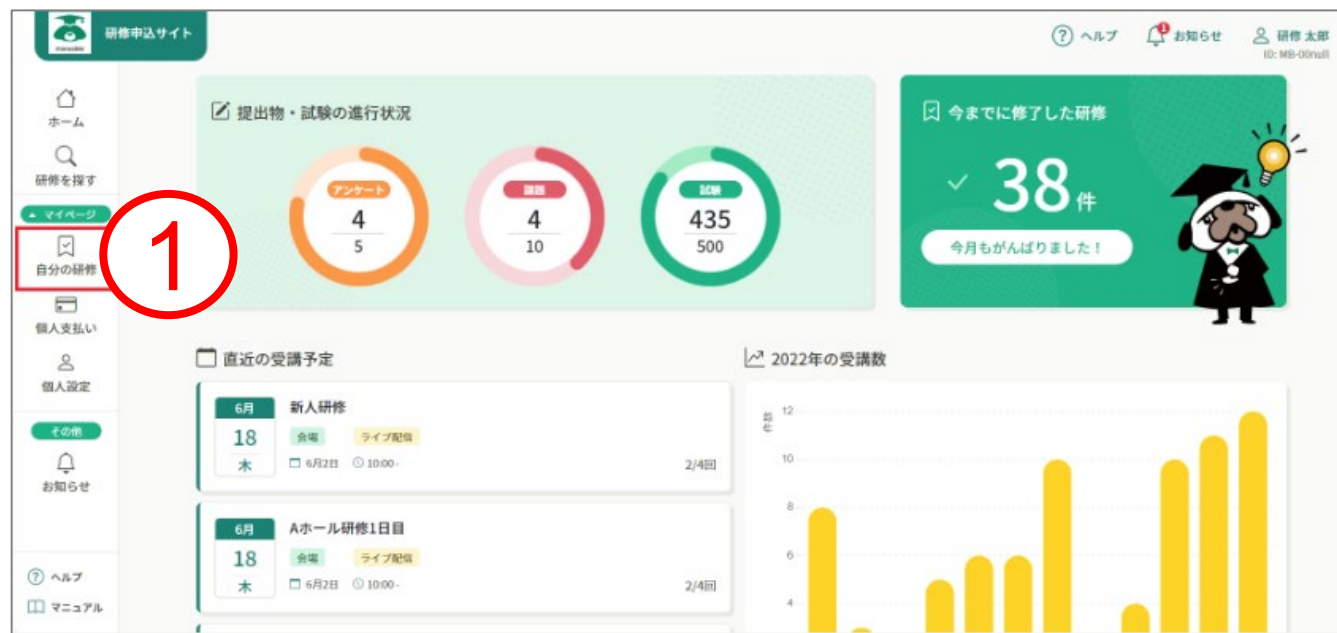 研修申込サイト
manaable
ヘルプ
1
お知らせ
研修 太郎
ID: MB-00null
ホーム
研修を探す
マイページ
自分の研修
1
個人支払い
個人設定
その他
お知らせ
ヘルプ
マニュアル
提出物・試験の進行状況
アンケート
4
5
課題
4
10
試験
435
500
今までに修了した研修
38件
今月もがんばりました！
直近の受講予定
6月
18
木
新人研修
会場 ライブ配信
6月2日 10:00-
2/4回
6月
18
木
Aホール研修1日目
会場 ライブ配信
6月2日 10:00-
2/4回
2022年の受講数
件数
12
10
8
6
4